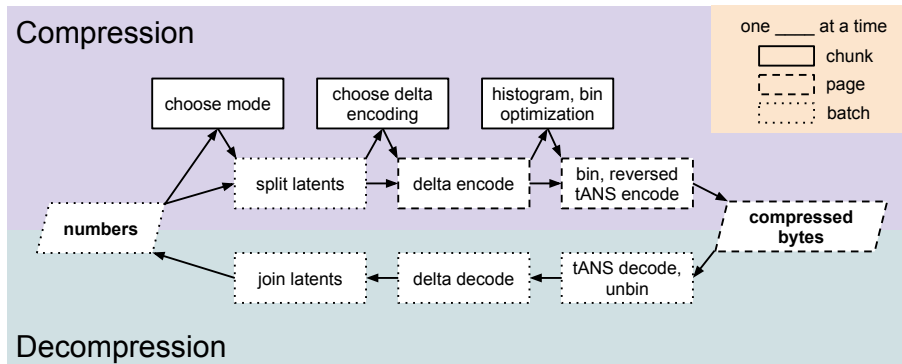 Compression
one ____ at a time
chunk
page
batch
choose mode
choose delta
encoding
histogram, bin
optimization
split latents
delta encode
bin, reversed
tANS encode
numbers
compressed
bytes
join latents
delta decode
tANS decode,
unbin
Decompression